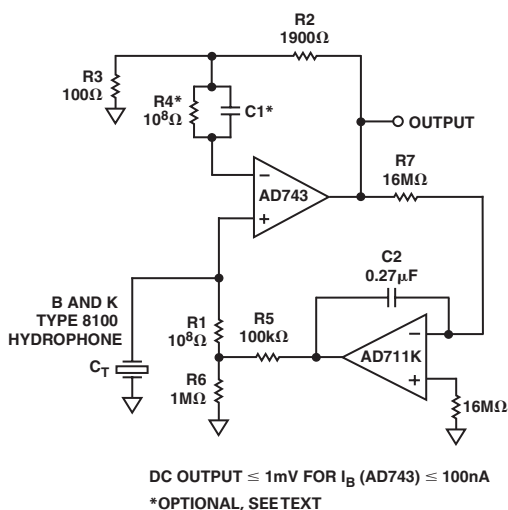 R2
1900Ω
R3
100Ω
R4*
10⁸Ω
C1*
OUTPUT
AD743
R7
16MΩ
C2
0.27μF
B AND K
TYPE 8100
HYDROPHONE
C_T
R1
10⁸Ω
R5
100kΩ
AD711K
R6
1MΩ
16MΩ
DC OUTPUT ≤ 1mV FOR I_B (AD743) ≤ 100nA
*OPTIONAL, SEE TEXT